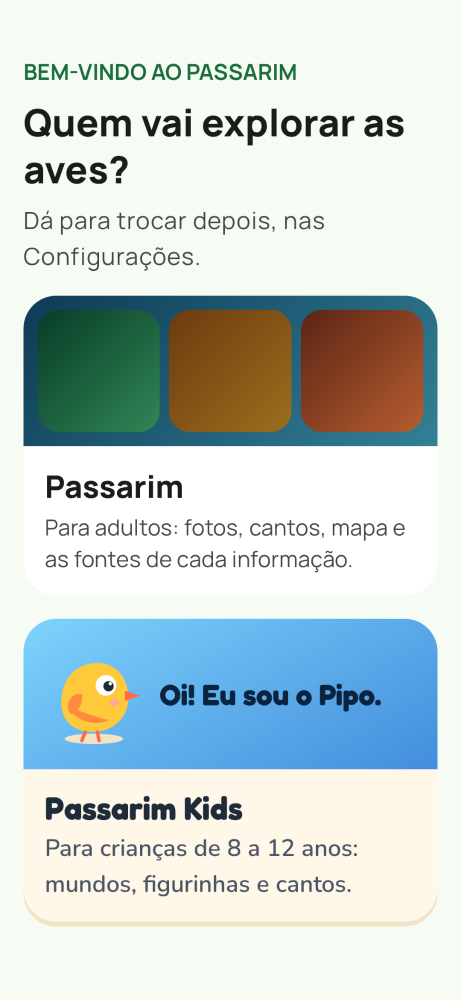 BEM-VINDO AO PASSARIM
Quem vai explorar as
aves?
Dá para trocar depois, nas
Configurações.
Passarim
Para adultos: fotos, cantos, mapa e
as fontes de cada informação.
Oi! Eu sou o Pipo.
Passarim Kids
Para crianças de 8 a 12 anos:
mundos, figurinhas e cantos.